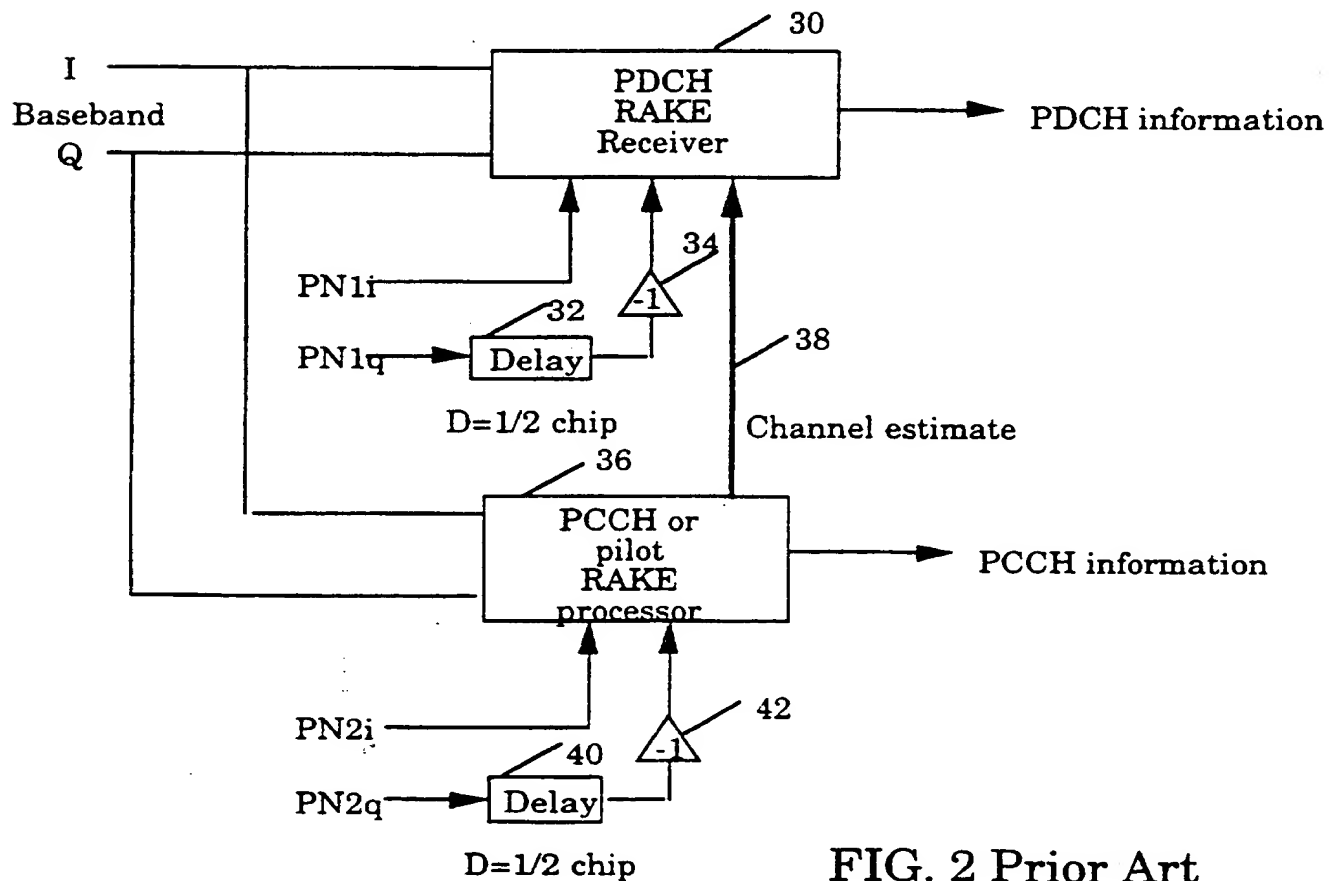 30
I
Baseband
Q
PDCH
RAKE
Receiver
PDCH information
34
PN1i
-1
32
PN1q
Delay
38
D=1/2 chip
Channel estimate
36
PCCH or
pilot
RAKE
processor
PCCH information
42
PN2i
-1
40
PN2q
Delay
D=1/2 chip
FIG. 2 Prior Art